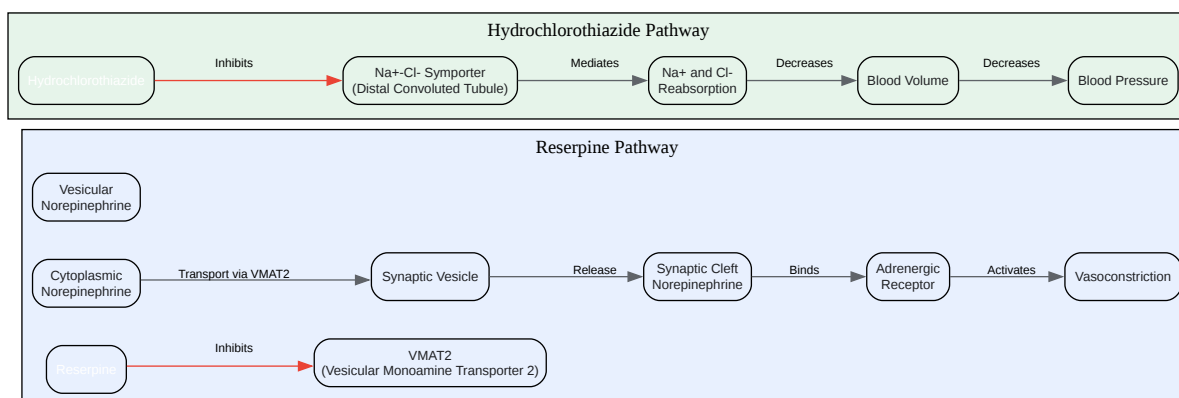 Hydrochlorothiazide Pathway
Hydrochlorothiazide
Inhibits
Na+-Cl- Symporter
(Distal Convoluted Tubule)
Mediates
Na+ and Cl-
Reabsorption
Decreases
Blood Volume
Decreases
Blood Pressure
Reserpine Pathway
Vesicular
Norepinephrine
Cytoplasmic
Norepinephrine
Transport via VMAT2
Synaptic Vesicle
Release
Synaptic Cleft
Norepinephrine
Binds
Adrenergic
Receptor
Activates
Vasoconstriction
Reserpine
Inhibits
VMAT2
(Vesicular Monoamine Transporter 2)